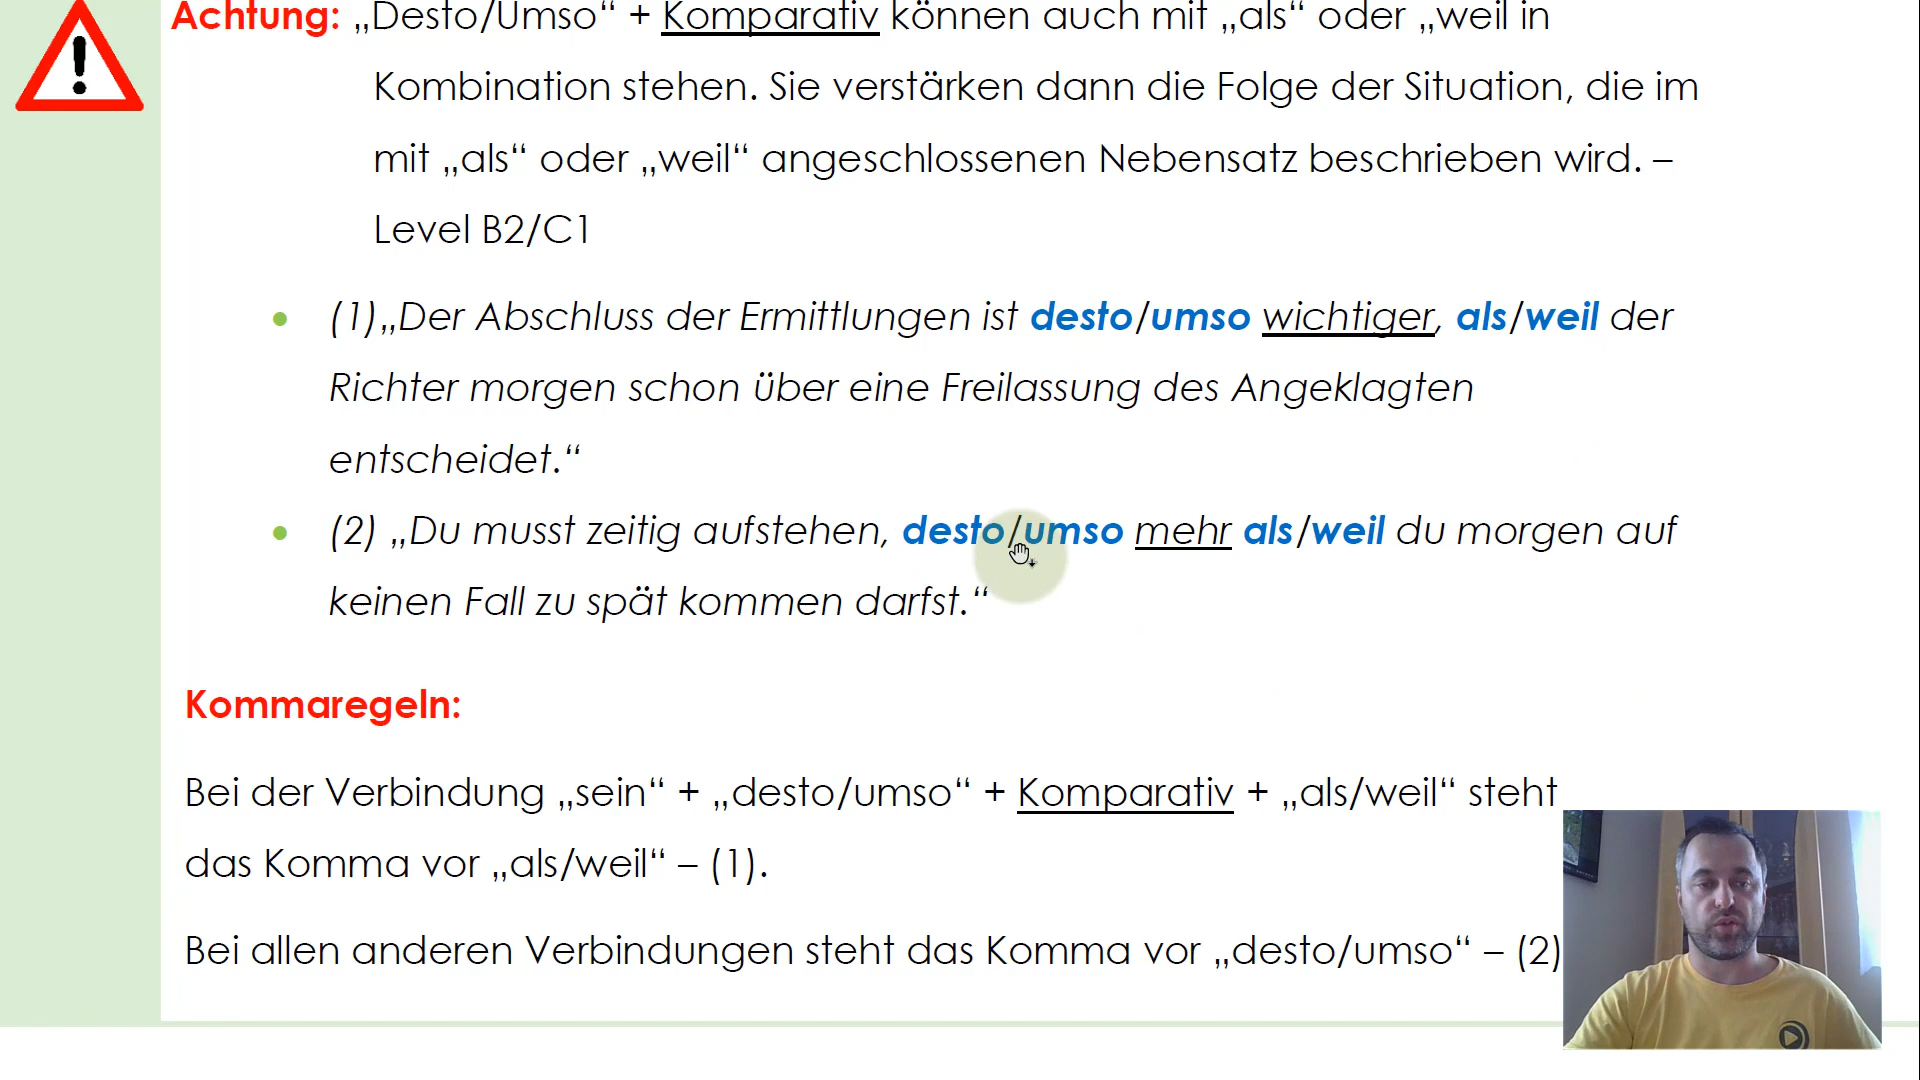 Achtung: „Desto/Umso“ + Komparativ können auch mit „als“ oder „weil in
Kombination stehen. Sie verstärken dann die Folge der Situation, die im
mit „als“ oder „weil“ angeschlossenen Nebensatz beschrieben wird. –
Level B2/C1
• (1)„Der Abschluss der Ermittlungen ist desto/umso wichtiger, als/weil der
Richter morgen schon über eine Freilassung des Angeklagten
entscheidet.“
• (2) „Du musst zeitig aufstehen, desto/umso mehr als/weil du morgen auf
keinen Fall zu spät kommen darfst.“
Kommaregeln:
Bei der Verbindung „sein“ + „desto/umso“ + Komparativ + „als/weil“ steht
das Komma vor „als/weil“ – (1).
Bei allen anderen Verbindungen steht das Komma vor „desto/umso“ – (2)